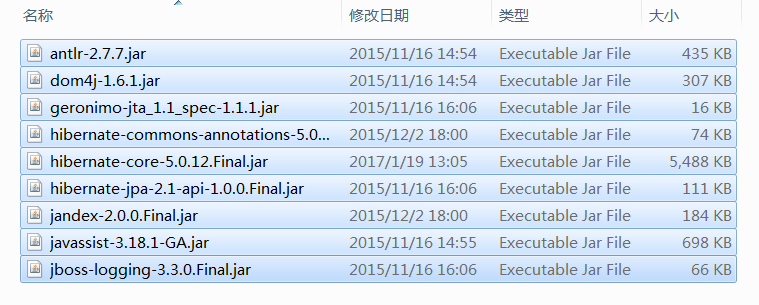 名称 修改日期 类型 大小
antlr-2.7.7.jar 2015/11/16 14:54 Executable Jar File 435 KB
dom4j-1.6.1.jar 2015/11/16 14:54 Executable Jar File 307 KB
geronimo-jta_1.1_spec-1.1.1.jar 2015/11/16 16:06 Executable Jar File 16 KB
hibernate-commons-annotations-5.0... 2015/12/2 18:00 Executable Jar File 74 KB
hibernate-core-5.0.12.Final.jar 2017/1/19 13:05 Executable Jar File 5,488 KB
hibernate-jpa-2.1-api-1.0.0.Final.jar 2015/11/16 16:06 Executable Jar File 111 KB
jandex-2.0.0.Final.jar 2015/12/2 18:00 Executable Jar File 184 KB
javassist-3.18.1-GA.jar 2015/11/16 14:55 Executable Jar File 698 KB
jboss-logging-3.3.0.Final.jar 2015/11/16 16:06 Executable Jar File 66 KB